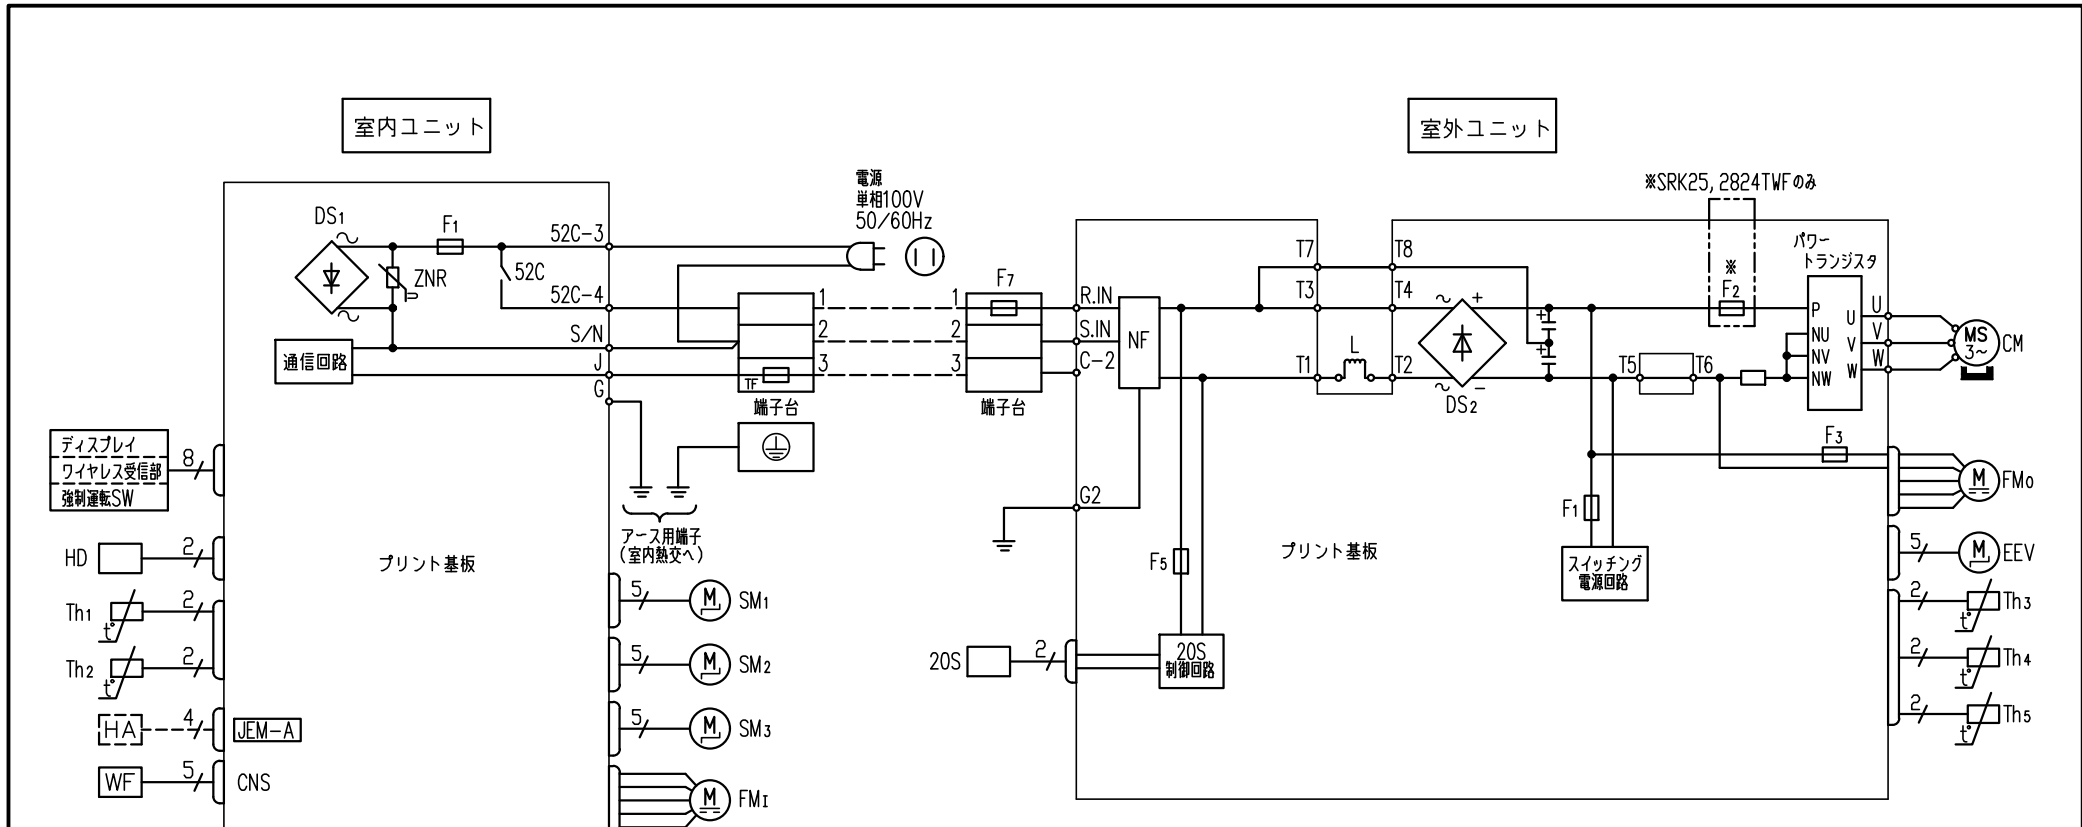 室内ユニット
室外ユニット
電源
単相100V
50/60Hz
※SRK25, 2824TWFのみ
DS1
F1
52C-3
52C
ZNR
52C-4
S/N
通信回路
J
G
1
2
3
TF
端子台
1
2
3
F7
端子台
R.IN
S.IN
C-2
NF
T7
T8
T3
T4
L
T1
T2
+
−
DS2
+
+
※
F2
T5
T6
パワー
トランジスタ
P
NU
NV
NW
U
V
W
U
V
W
MS
3~
CM
ディスプレイ
ワイヤレス受信部
強制運転SW
8
アース用端子
(室内熱交へ)
G2
F3
M
FMo
F1
スイッチング
電源回路
5
M
EEV
HD
2
プリント基板
プリント基板
F5
Th1
t°
2
5
M
SM1
2
Th3
t°
Th2
t°
2
5
M
SM2
20S
2
20S
制御回路
2
Th4
t°
HA
4
JEM-A
5
M
SM3
2
Th5
t°
WF
5
CNS
M
FMI